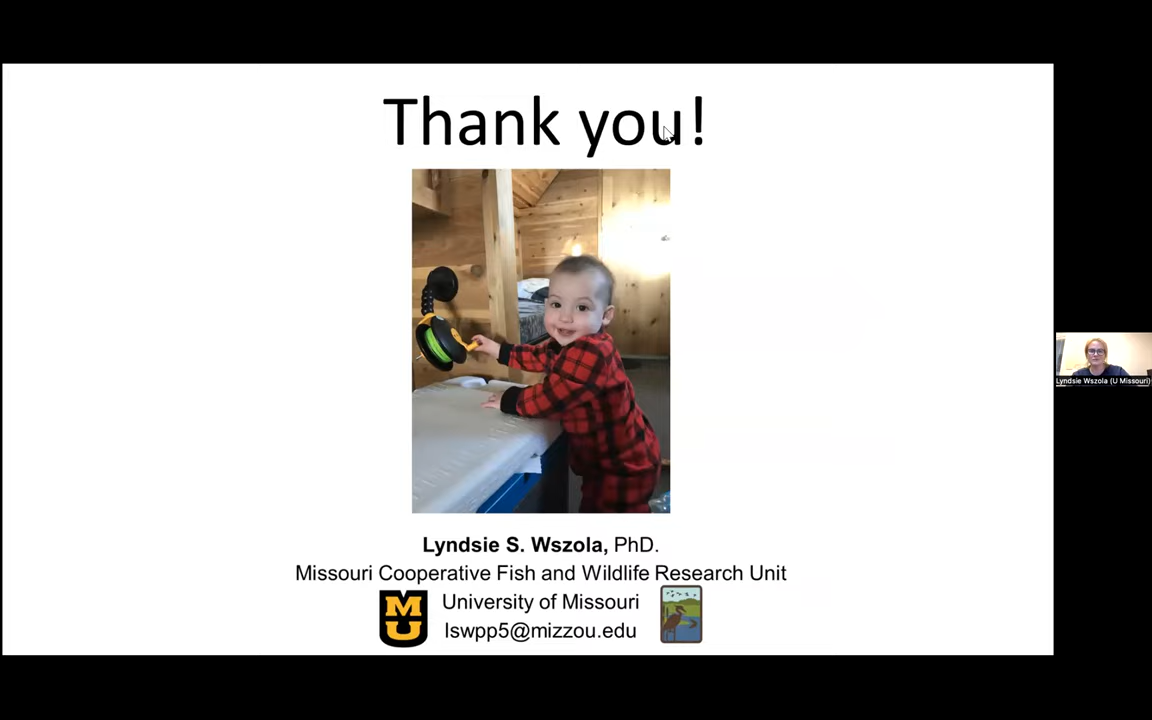 Thank you!
Lyndsie S. Wszola, PhD.
Missouri Cooperative Fish and Wildlife Research Unit
University of Missouri
MU
lswpp5@mizzou.edu
Lyndsie Wszola (U Missouri)